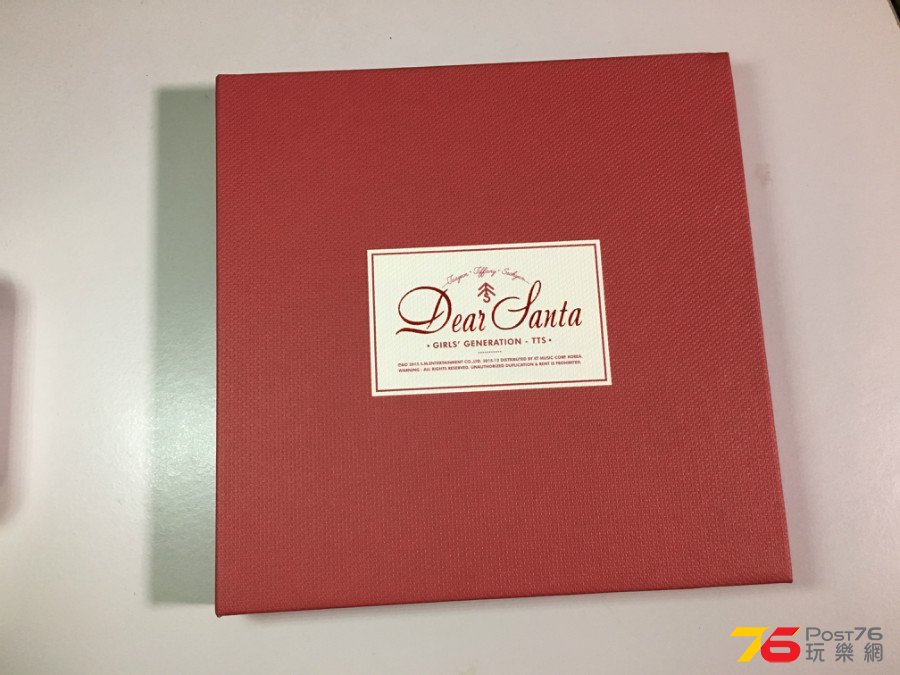 Taeyeon · Tiffany · Seohyun
Dear Santa
• GIRLS' GENERATION - TTS •
©&℗ 2015 S.M.ENTERTAINMENT CO.,LTD. 2015.12 DISTRIBUTED BY KT MUSIC CORP. KOREA.
WARNING : ALL RIGHTS RESERVED. UNAUTHORIZED DUPLICATION & RENT IS PROHIBITED.
76 POST76
玩樂網